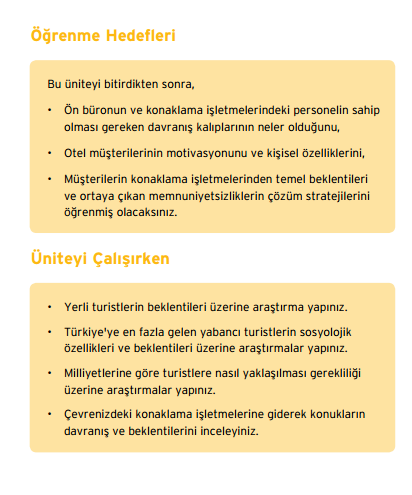 Öğrenme Hedefleri
Bu üniteyi bitirdikten sonra,
• Ön büronun ve konaklama işletmelerindeki personelin sahip
olması gereken davranış kalıplarının neler olduğunu,
• Otel müşterilerinin motivasyonunu ve kişisel özelliklerini,
• Müşterilerin konaklama işletmelerinden temel beklentileri
ve ortaya çıkan memnuniyetsizliklerin çözüm stratejilerini
öğrenmiş olacaksınız.
Üniteyi Çalışırken
• Yerli turistlerin beklentileri üzerine araştırma yapınız.
• Türkiye'ye en fazla gelen yabancı turistlerin sosyolojik
özellikleri ve beklentileri üzerine araştırmalar yapınız.
• Milliyetlerine göre turistlere nasıl yaklaşılması gerekliliği
üzerine araştırmalar yapınız.
• Çevrenizdeki konaklama işletmelerine giderek konukların
davranış ve beklentilerini inceleyiniz.